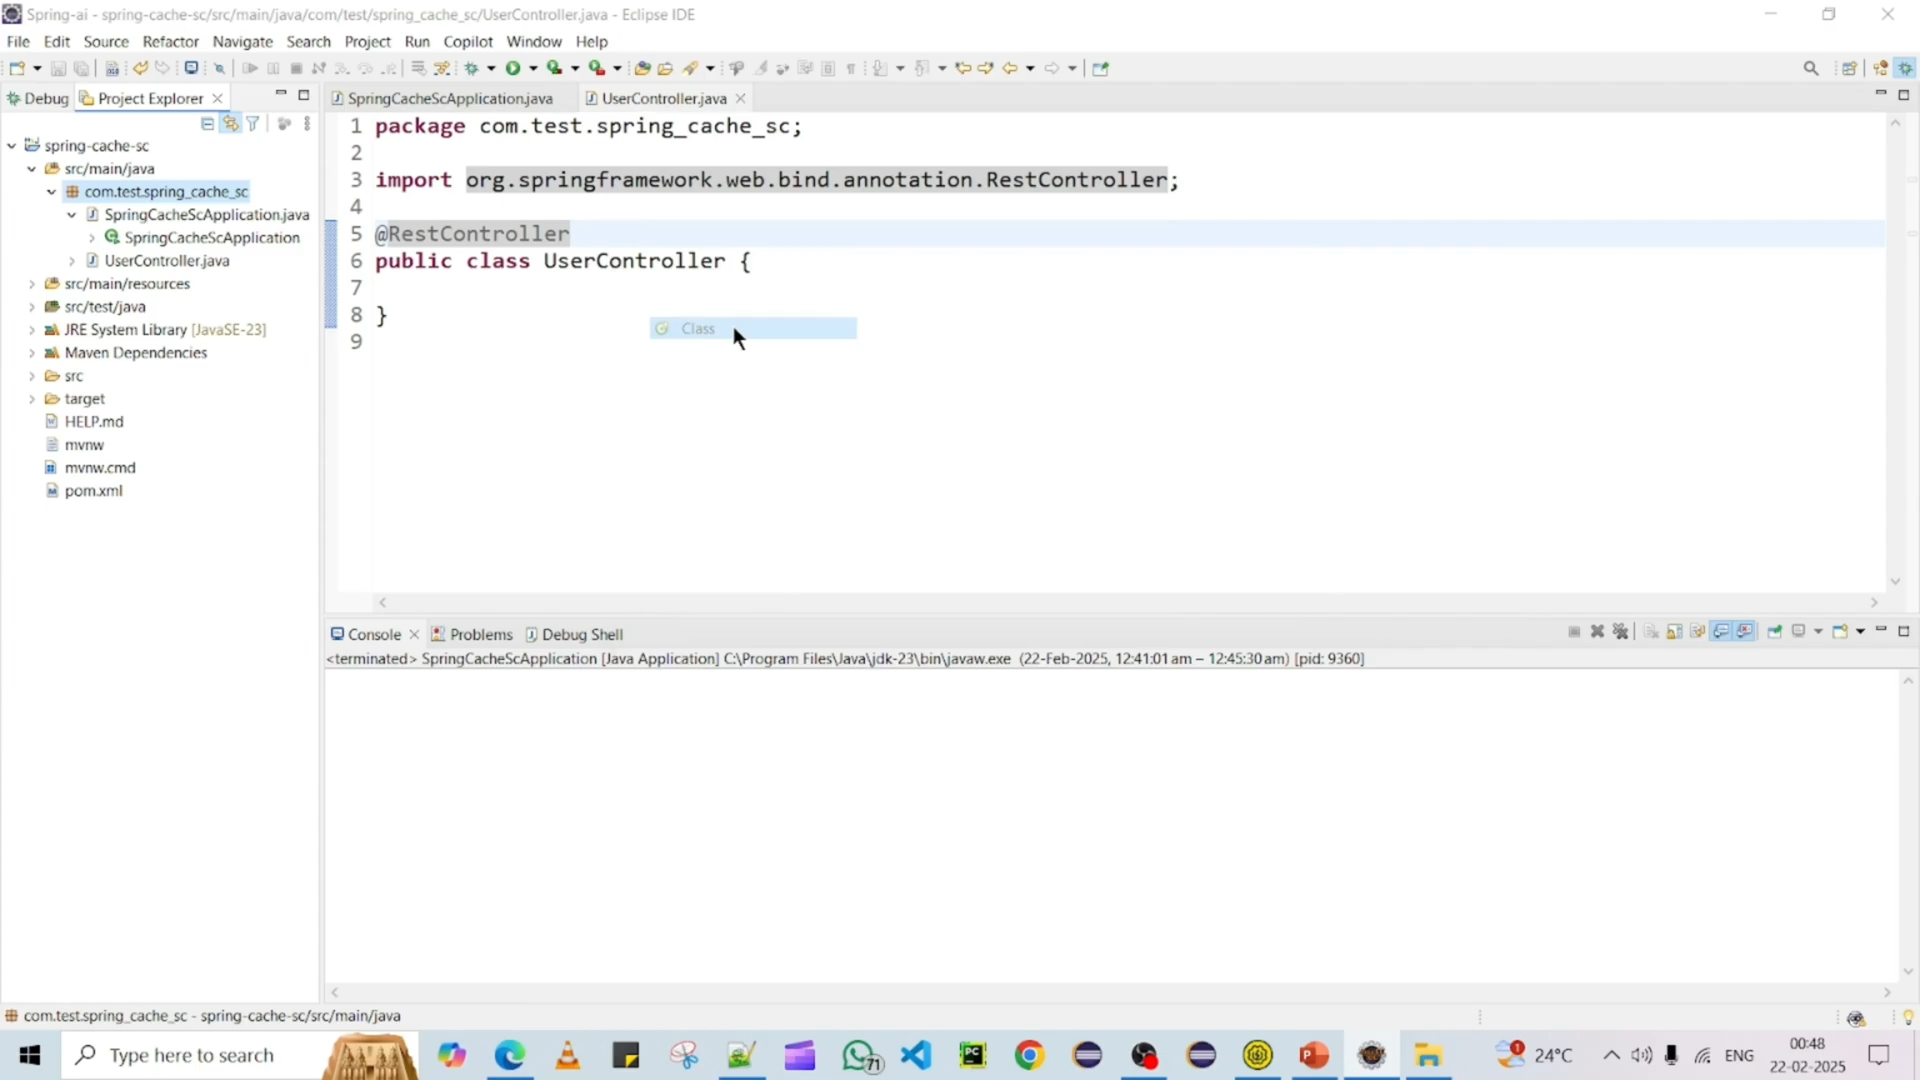 Spring-ai - spring-cache-sc/src/main/java/com/test/spring_cache_sc/UserController.java - Eclipse IDE
File Edit Source Refactor Navigate Search Project Run Copilot Window Help
Debug Project Explorer
SpringCacheScApplication.java UserController.java
spring-cache-sc
src/main/java
com.test.spring_cache_sc
SpringCacheScApplication.java
SpringCacheScApplication
UserController.java
src/main/resources
src/test/java
JRE System Library [JavaSE-23]
Maven Dependencies
src
target
HELP.md
mvnw
mvnw.cmd
pom.xml
1 package com.test.spring_cache_sc;
2
3 import org.springframework.web.bind.annotation.RestController;
4
5 @RestController
6 public class UserController {
7
8 }
9
Class
Console Problems Debug Shell
<terminated> SpringCacheScApplication [Java Application] C:\Program Files\Java\jdk-23\bin\javaw.exe (22-Feb-2025, 12:41:01 am – 12:45:30 am) [pid: 9360]
com.test.spring_cache_sc - spring-cache-sc/src/main/java
Type here to search
71
PC
1
24°C
ENG
00:48
22-02-2025